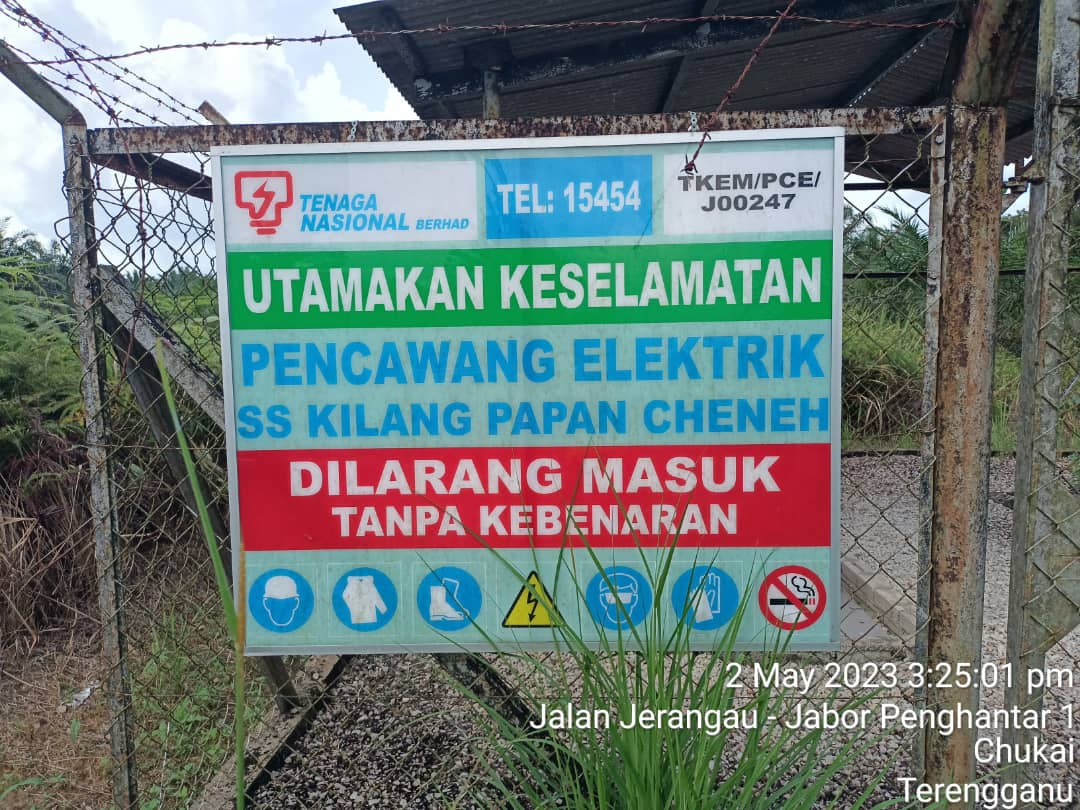 TENAGA
NASIONAL BERHAD
TEL: 15454
TKEM/PCE/
J00247
UTAMAKAN KESELAMATAN
PENCAWANG ELEKTRIK
SS KILANG PAPAN CHENEH
DILARANG MASUK
TANPA KEBENARAN
2 May 2023 3:25:01 pm
Jalan Jerangau - Jabor Penghantar 1
Chukai
Terengganu